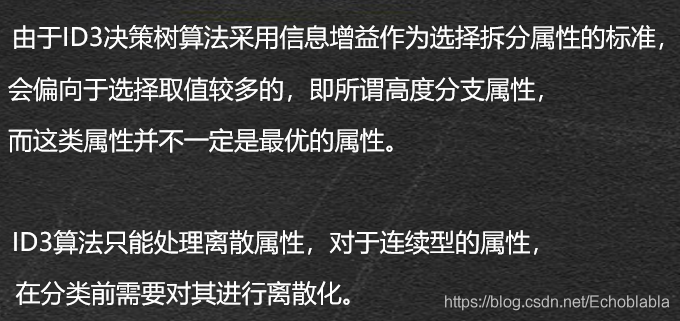 由于ID3决策树算法采用信息增益作为选择拆分属性的标准，
会偏向于选择取值较多的，即所谓高度分支属性，
而这类属性并不一定是最优的属性。
ID3算法只能处理离散属性，对于连续型的属性，
在分类前需要对其进行离散化。
https://blog.csdn.net/Echoblabla